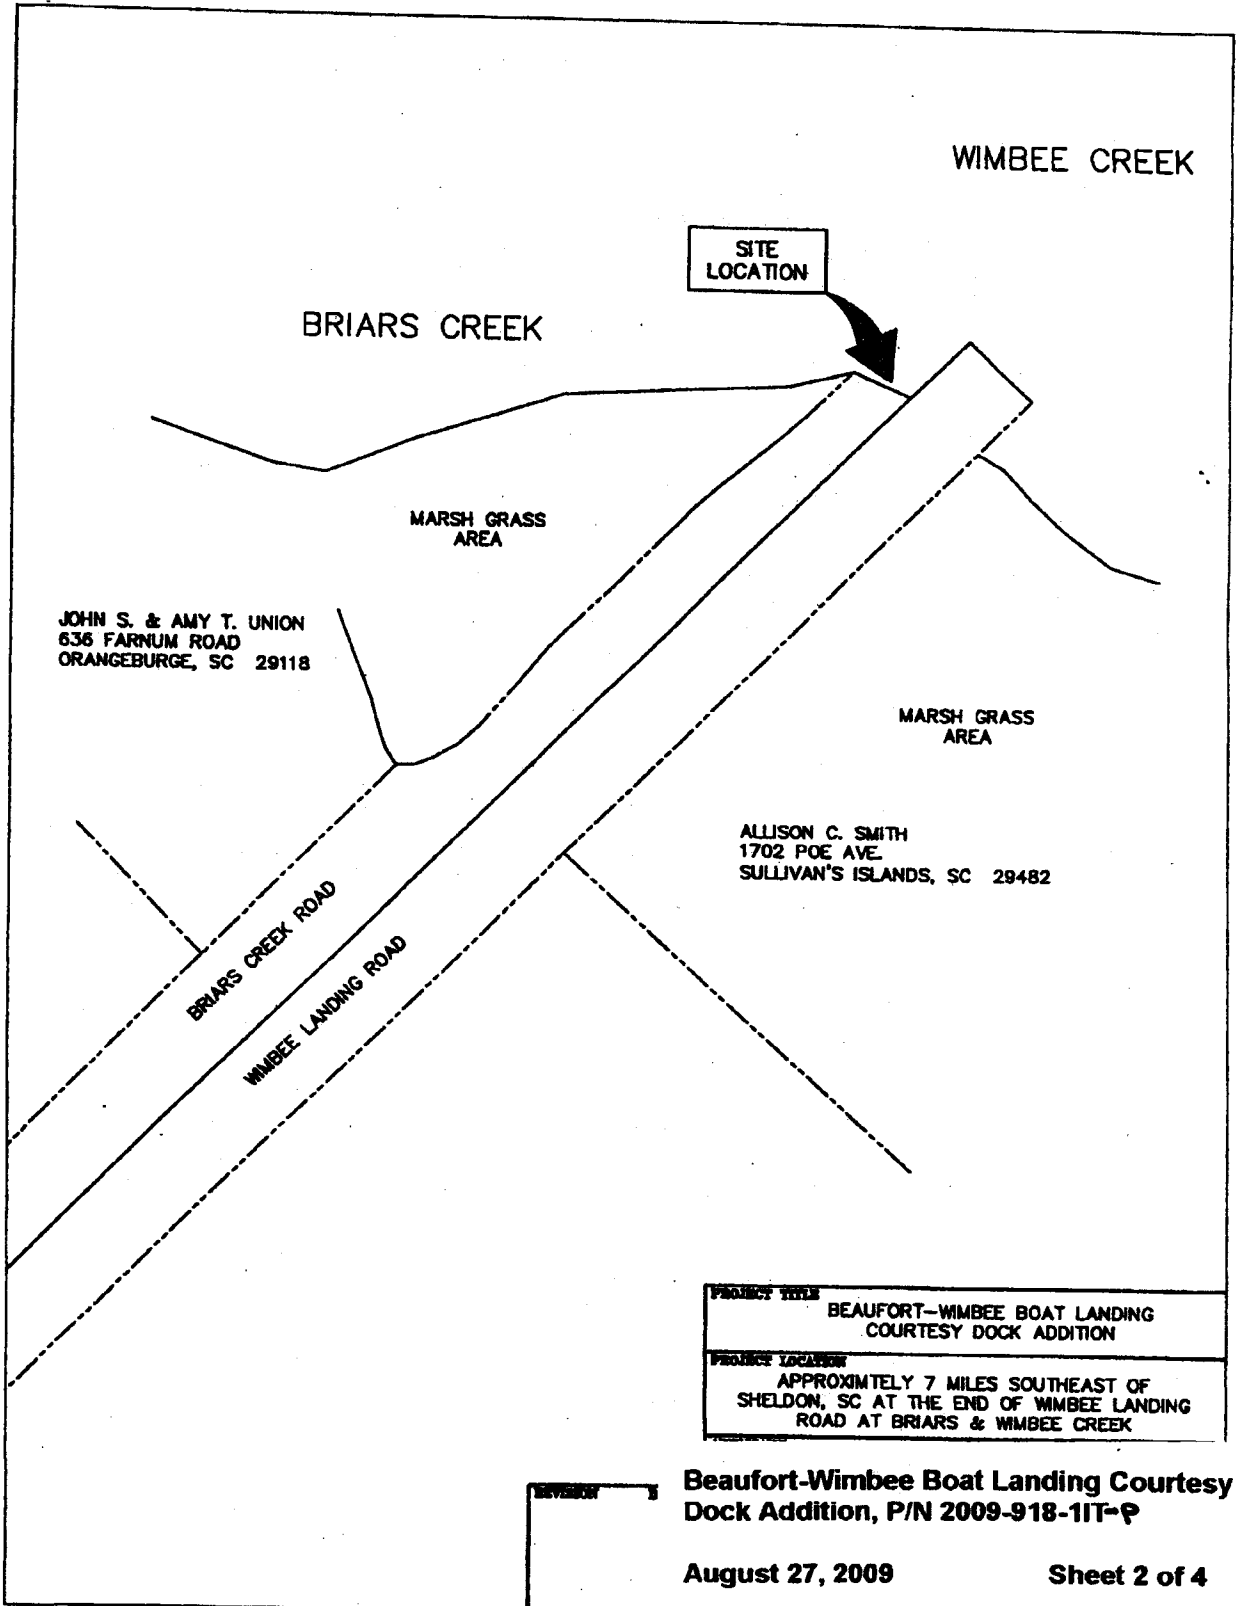 WIMBEE CREEK
SITE
LOCATION
BRIARS CREEK
MARSH GRASS
AREA
JOHN S. & AMY T. UNION
636 FARNUM ROAD
ORANGEBURGE, SC 29118
MARSH GRASS
AREA
ALLISON C. SMITH
1702 POE AVE.
SULLIVAN'S ISLANDS, SC 29482
BRIARS CREEK ROAD
WIMBEE LANDING ROAD
PROJECT TITLE
BEAUFORT-WIMBEE BOAT LANDING
COURTESY DOCK ADDITION
PROJECT LOCATION
APPROXIMTELY 7 MILES SOUTHEAST OF
SHELDON, SC AT THE END OF WIMBEE LANDING
ROAD AT BRIARS & WIMBEE CREEK
REVISION
Beaufort-Wimbee Boat Landing Courtesy
Dock Addition, P/N 2009-918-1IT-P
August 27, 2009 Sheet 2 of 4